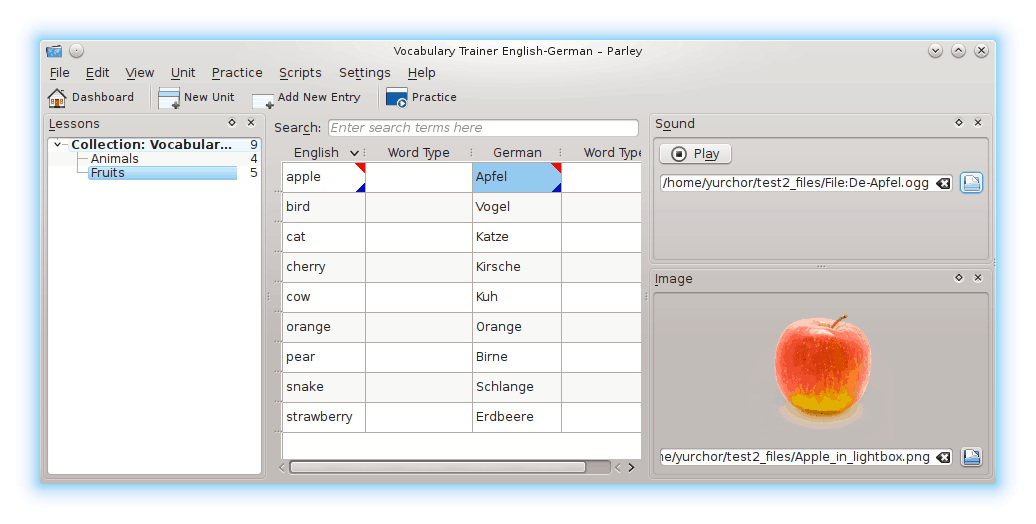 Vocabulary Trainer English-German – Parley
File Edit View Unit Practice Scripts Settings Help
Dashboard New Unit Add New Entry Practice
Lessons
Collection: Vocabular... 9
Animals 4
Fruits 5
Search: Enter search terms here
English Word Type German Word Type
apple Apfel
bird Vogel
cat Katze
cherry Kirsche
cow Kuh
orange Orange
pear Birne
snake Schlange
strawberry Erdbeere
Sound
Play
/home/yurchor/test2_files/File:De-Apfel.ogg
Image
ne/yurchor/test2_files/Apple_in_lightbox.png